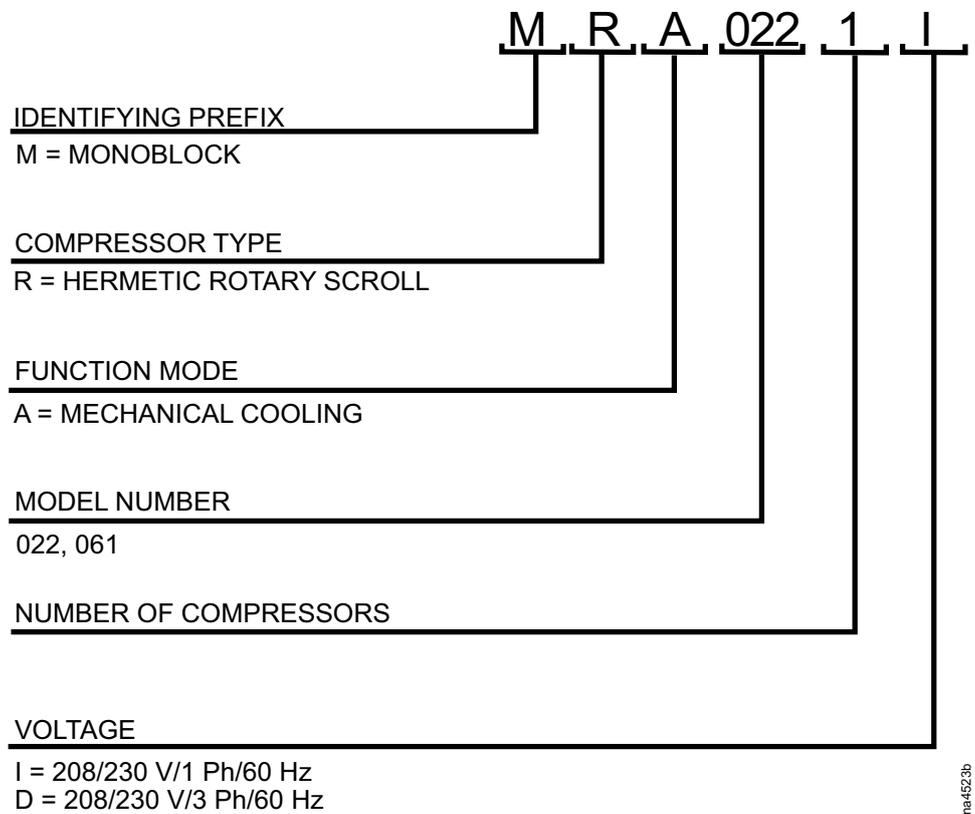 M R A 022 1 I
IDENTIFYING PREFIX
M = MONOBLOCK
COMPRESSOR TYPE
R = HERMETIC ROTARY SCROLL
FUNCTION MODE
A = MECHANICAL COOLING
MODEL NUMBER
022, 061
NUMBER OF COMPRESSORS
VOLTAGE
I = 208/230 V/1 Ph/60 Hz
D = 208/230 V/3 Ph/60 Hz
na4523b